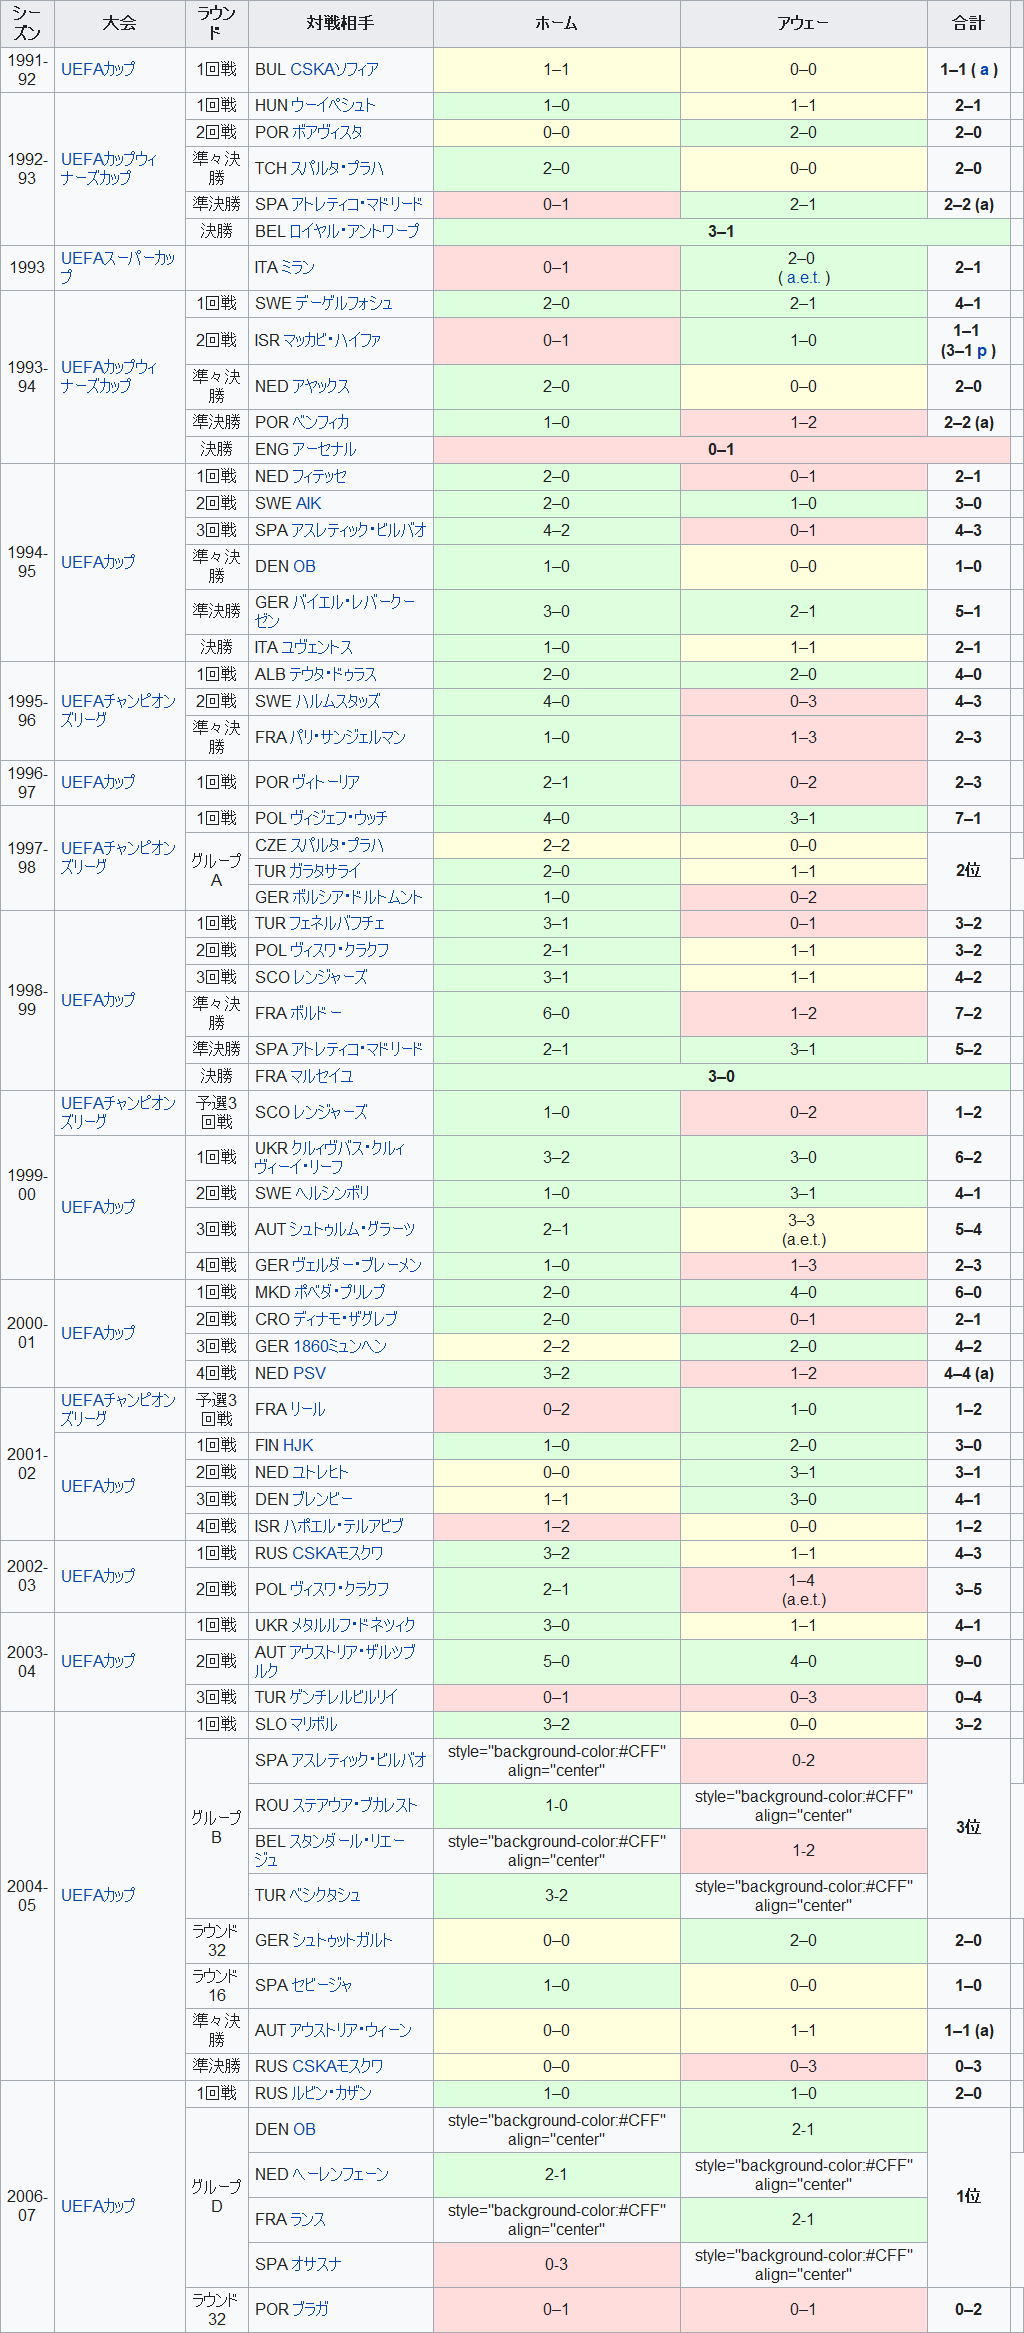 シーズン 大会 ラウンド 対戦相手 ホーム アウェー 合計
1991-92 UEFAカップ 1回戦 BUL CSKAソフィア 1–1 0–0 1–1 ( a )
1992-93 UEFAカップウィナーズカップ 1回戦 HUN ウーイペシュト 1–0 1–1 2–1
2回戦 POR ボアヴィスタ 0–0 2–0 2–0
準々決勝 TCH スパルタ・プラハ 2–0 0–0 2–0
準決勝 SPA アトレティコ・マドリード 0–1 2–1 2–2 (a)
決勝 BEL ロイヤル・アントワープ 3–1
1993 UEFAスーパーカップ ITA ミラン 0–1 2–0 ( a.e.t. ) 2–1
1993-94 UEFAカップウィナーズカップ 1回戦 SWE デーゲルフォシュ 2–0 2–1 4–1
2回戦 ISR マッカビ・ハイファ 0–1 1–0 1–1 (3–1 p )
準々決勝 NED アヤックス 2–0 0–0 2–0
準決勝 POR ベンフィカ 1–0 1–2 2–2 (a)
決勝 ENG アーセナル 0–1
1994-95 UEFAカップ 1回戦 NED フィテッセ 2–0 0–1 2–1
2回戦 SWE AIK 2–0 1–0 3–0
3回戦 SPA アスレティック・ビルバオ 4–2 0–1 4–3
準々決勝 DEN OB 1–0 0–0 1–0
準決勝 GER バイエル・レバークーゼン 3–0 2–1 5–1
決勝 ITA ユヴェントス 1–0 1–1 2–1
1995-96 UEFAチャンピオンズリーグ 1回戦 ALB テウタ・ドゥラス 2–0 2–0 4–0
2回戦 SWE ハルムスタッズ 4–0 0–3 4–3
準々決勝 FRA パリ・サンジェルマン 1–0 1–3 2–3
1996-97 UEFAカップ 1回戦 POR ヴィトーリア 2–1 0–2 2–3
1997-98 UEFAチャンピオンズリーグ 1回戦 POL ヴィジェフ・ウッチ 4–0 3–1 7–1
グループA CZE スパルタ・プラハ 2–2 0–0 2位
TUR ガラタサライ 2–0 1–1
GER ボルシア・ドルトムント 1–0 0–2
1998-99 UEFAカップ 1回戦 TUR フェネルバフチェ 3–1 0–1 3–2
2回戦 POL ヴィスワ・クラクフ 2–1 1–1 3–2
3回戦 SCO レンジャーズ 3–1 1–1 4–2
準々決勝 FRA ボルドー 6–0 1–2 7–2
準決勝 SPA アトレティコ・マドリード 2–1 3–1 5–2
決勝 FRA マルセイユ 3–0
1999-00 UEFAチャンピオンズリーグ 予選3回戦 SCO レンジャーズ 1–0 0–2 1–2
UEFAカップ 1回戦 UKR クルィヴバス・クルィヴィーイ・リーフ 3–2 3–0 6–2
2回戦 SWE ヘルシンボリ 1–0 3–1 4–1
3回戦 AUT シュトゥルム・グラーツ 2–1 3–3 (a.e.t.) 5–4
4回戦 GER ヴェルダー・ブレーメン 1–0 1–3 2–3
2000-01 UEFAカップ 1回戦 MKD ポベダ・プリレプ 2–0 4–0 6–0
2回戦 CRO ディナモ・ザグレブ 2–0 0–1 2–1
3回戦 GER 1860ミュンヘン 2–2 2–0 4–2
4回戦 NED PSV 3–2 1–2 4–4 (a)
2001-02 UEFAチャンピオンズリーグ 予選3回戦 FRA リール 0–2 1–0 1–2
UEFAカップ 1回戦 FIN HJK 1–0 2–0 3–0
2回戦 NED ユトレヒト 0–0 3–1 3–1
3回戦 DEN ブレンビー 1–1 3–0 4–1
4回戦 ISR ハポエル・テルアビブ 1–2 0–0 1–2
2002-03 UEFAカップ 1回戦 RUS CSKAモスクワ 3–2 1–1 4–3
2回戦 POL ヴィスワ・クラクフ 2–1 1–4 (a.e.t.) 3–5
2003-04 UEFAカップ 1回戦 UKR メタルルフ・ドネツィク 3–0 1–1 4–1
2回戦 AUT アウストリア・ザルツブルク 5–0 4–0 9–0
3回戦 TUR ゲンチレルビルリイ 0–1 0–3 0–4
2004-05 UEFAカップ 1回戦 SLO マリボル 3–2 0–0 3–2
グループB SPA アスレティック・ビルバオ style="background-color:#CFF" align="center" 0-2 3位
ROU ステアウア・ブカレスト 1-0 style="background-color:#CFF" align="center"
BEL スタンダール・リエージュ style="background-color:#CFF" align="center" 1-2
TUR ベシクタシュ 3-2 style="background-color:#CFF" align="center"
ラウンド32 GER シュトゥットガルト 0–0 2–0 2–0
ラウンド16 SPA セビージャ 1–0 0–0 1–0
準々決勝 AUT アウストリア・ウィーン 0–0 1–1 1–1 (a)
準決勝 RUS CSKAモスクワ 0–0 0–3 0–3
2006-07 UEFAカップ 1回戦 RUS ルビン・カザン 1–0 1–0 2–0
グループD DEN OB style="background-color:#CFF" align="center" 2-1 1位
NED ヘーレンフェーン 2-1 style="background-color:#CFF" align="center"
FRA ランス style="background-color:#CFF" align="center" 2-1
SPA オサスナ 0-3 style="background-color:#CFF" align="center"
ラウンド32 POR ブラガ 0–1 0–1 0–2